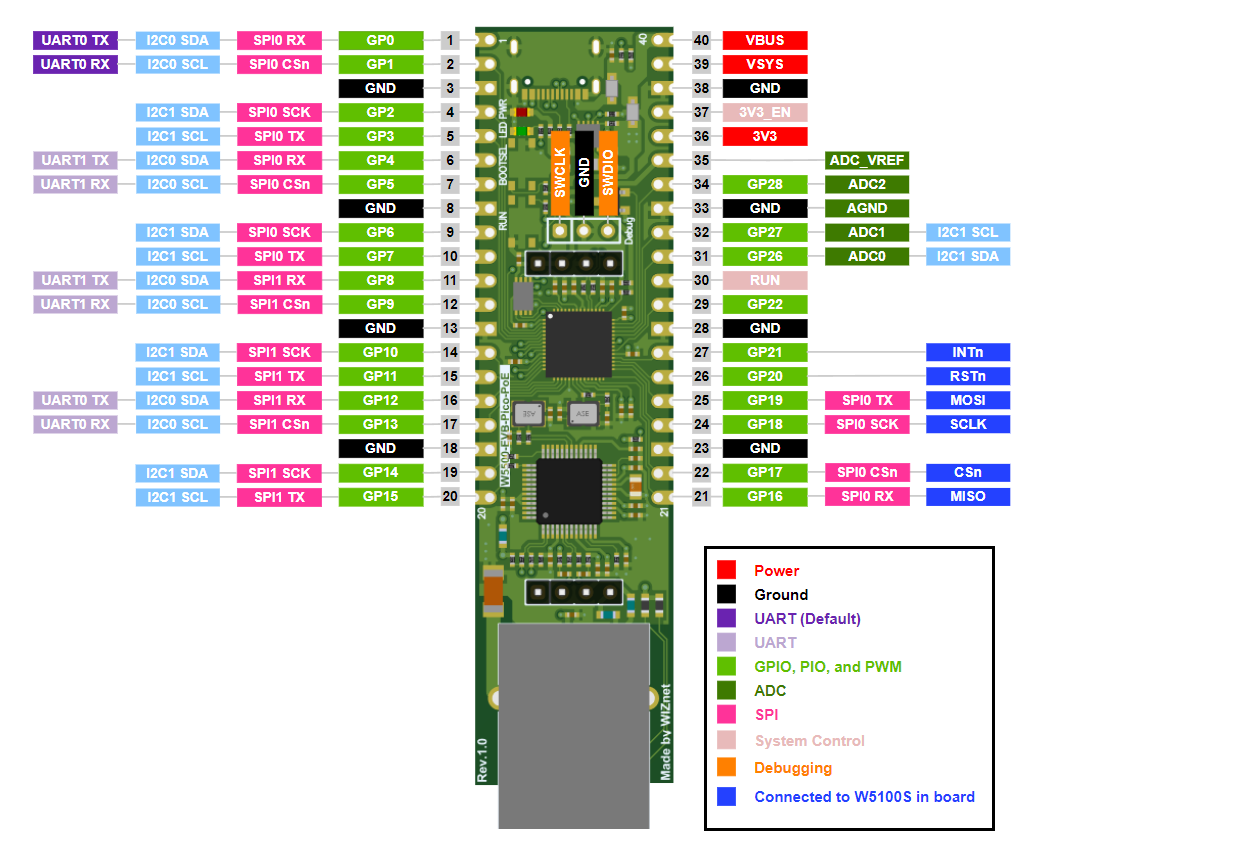 UART0 TX I2C0 SDA SPI0 RX GP0 1 1 40 40 VBUS
UART0 RX I2C0 SCL SPI0 CSn GP1 2 39 VSYS
GND 3 38 GND
I2C1 SDA SPI0 SCK GP2 4 PWR 37 3V3_EN
I2C1 SCL SPI0 TX GP3 5 LED 36 3V3
UART1 TX I2C0 SDA SPI0 RX GP4 6 35 ADC_VREF
UART1 RX I2C0 SCL SPI0 CSn GP5 7 BOOTSEL SWCLK GND SWDIO 34 GP28 ADC2
GND 8 33 GND AGND
I2C1 SDA SPI0 SCK GP6 9 RUN Debug 32 GP27 ADC1 I2C1 SCL
I2C1 SCL SPI0 TX GP7 10 31 GP26 ADC0 I2C1 SDA
UART1 TX I2C0 SDA SPI1 RX GP8 11 30 RUN
UART1 RX I2C0 SCL SPI1 CSn GP9 12 29 GP22
GND 13 28 GND
I2C1 SDA SPI1 SCK GP10 14 27 GP21 INTn
I2C1 SCL SPI1 TX GP11 15 26 GP20 RSTn
UART0 TX I2C0 SDA SPI1 RX GP12 16 25 GP19 SPI0 TX MOSI
UART0 RX I2C0 SCL SPI1 CSn GP13 17 24 GP18 SPI0 SCK SCLK
GND 18 23 GND
I2C1 SDA SPI1 SCK GP14 19 22 GP17 SPI0 CSn CSn
I2C1 SCL SPI1 TX GP15 20 21 GP16 SPI0 RX MISO
W5500-EVB-Pico-PoE
20 21
Rev.1.0
Made by WIZnet
Power
Ground
UART (Default)
UART
GPIO, PIO, and PWM
ADC
SPI
System Control
Debugging
Connected to W5100S in board